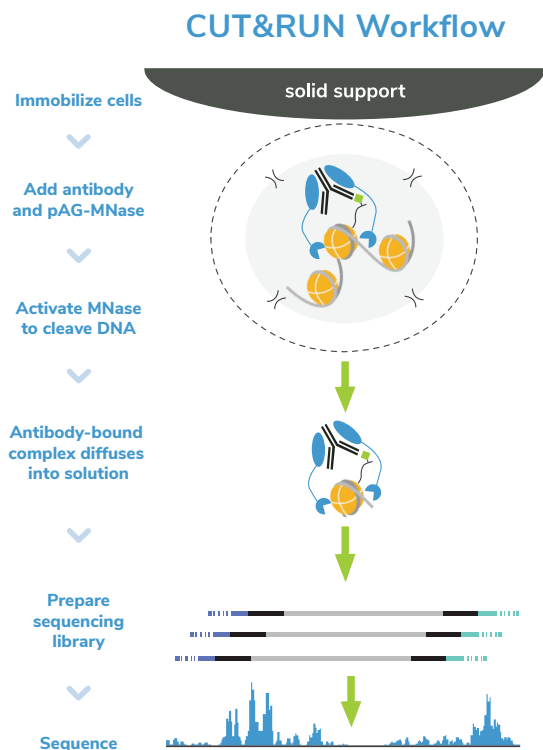 CUT&RUN Workflow
solid support
Immobilize cells
Add antibody
and pAG-MNase
Activate MNase
to cleave DNA
Antibody-bound
complex diffuses
into solution
Prepare
sequencing
library
Sequence